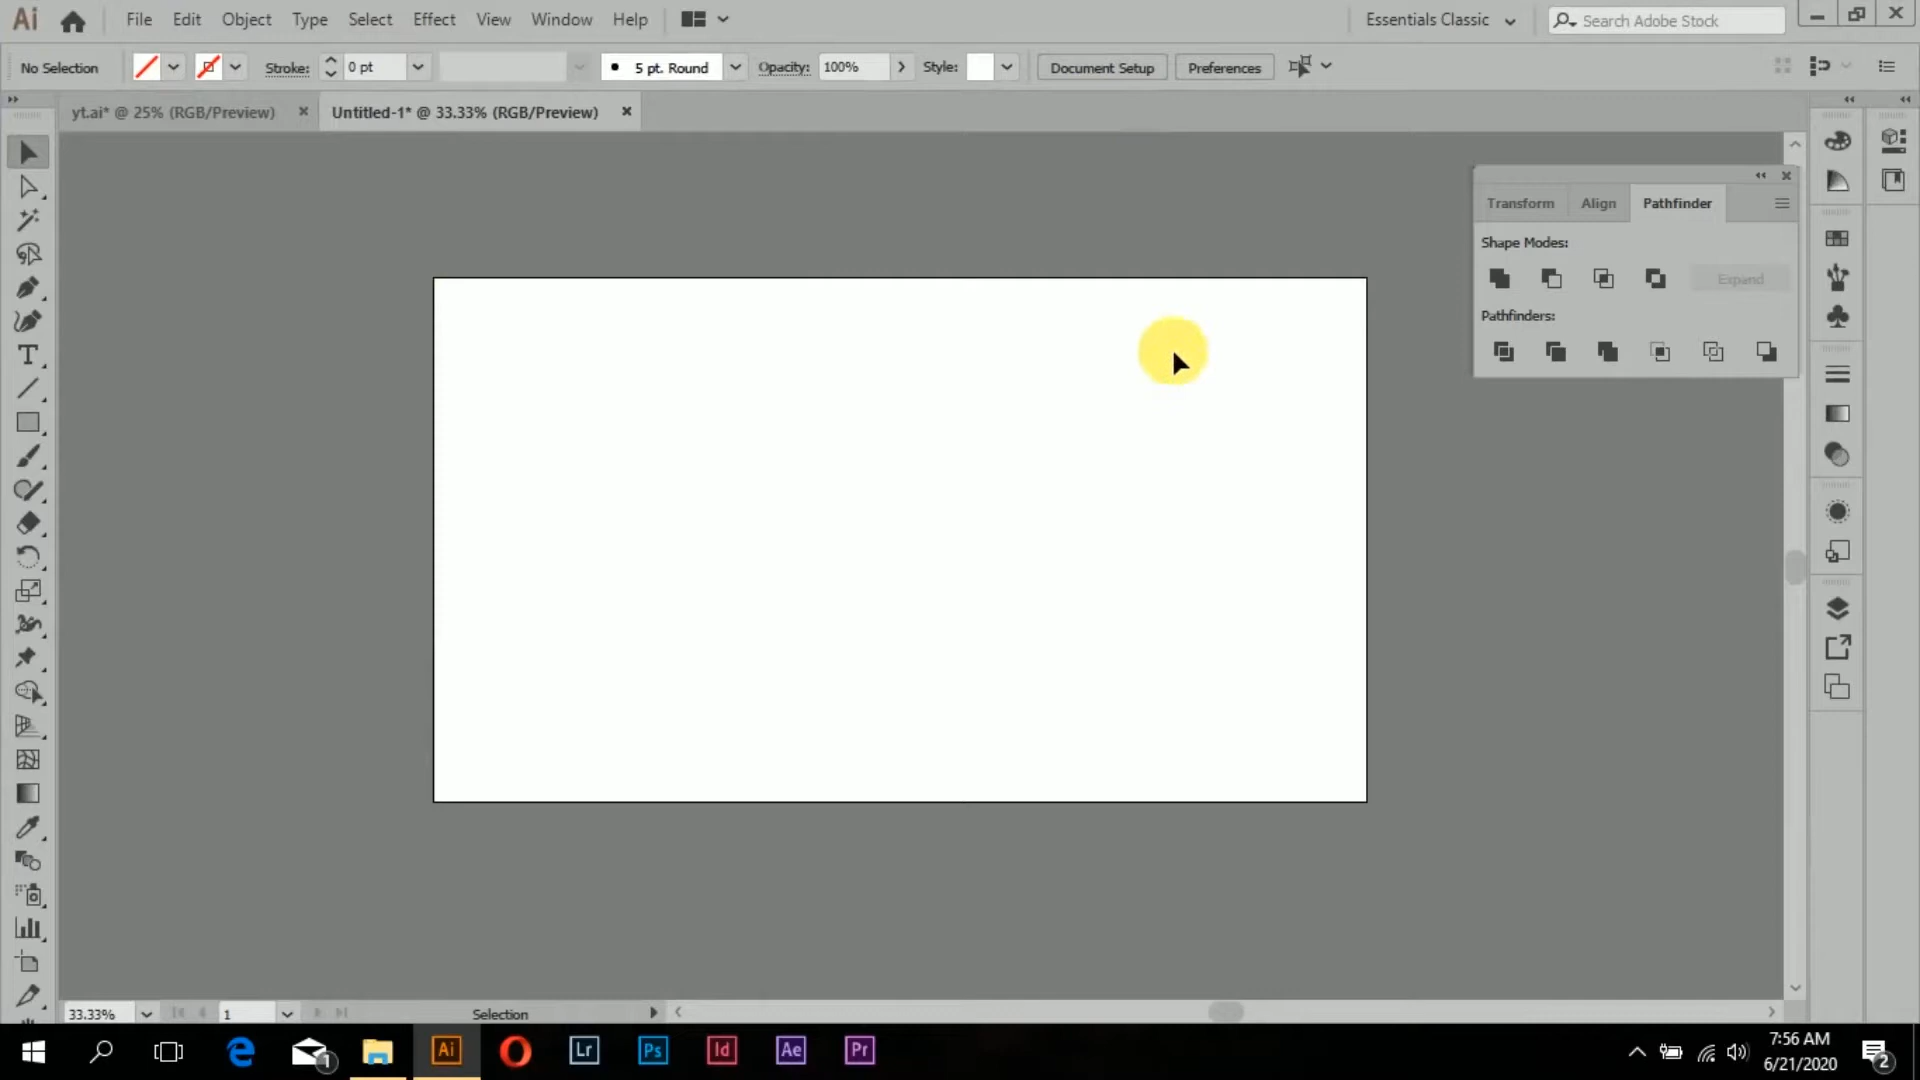 Ai File Edit Object Type Select Effect View Window Help Essentials Classic Search Adobe Stock
No Selection Stroke: 0 pt 5 pt. Round Opacity: 100% Style: Document Setup Preferences
yt.ai* @ 25% (RGB/Preview) Untitled-1* @ 33.33% (RGB/Preview)
Transform Align Pathfinder
Shape Modes:
Expand
Pathfinders:
33.33% 1 Selection
1 Ai Lr Ps Id Ae Pr 7:56 AM
6/21/2020 2